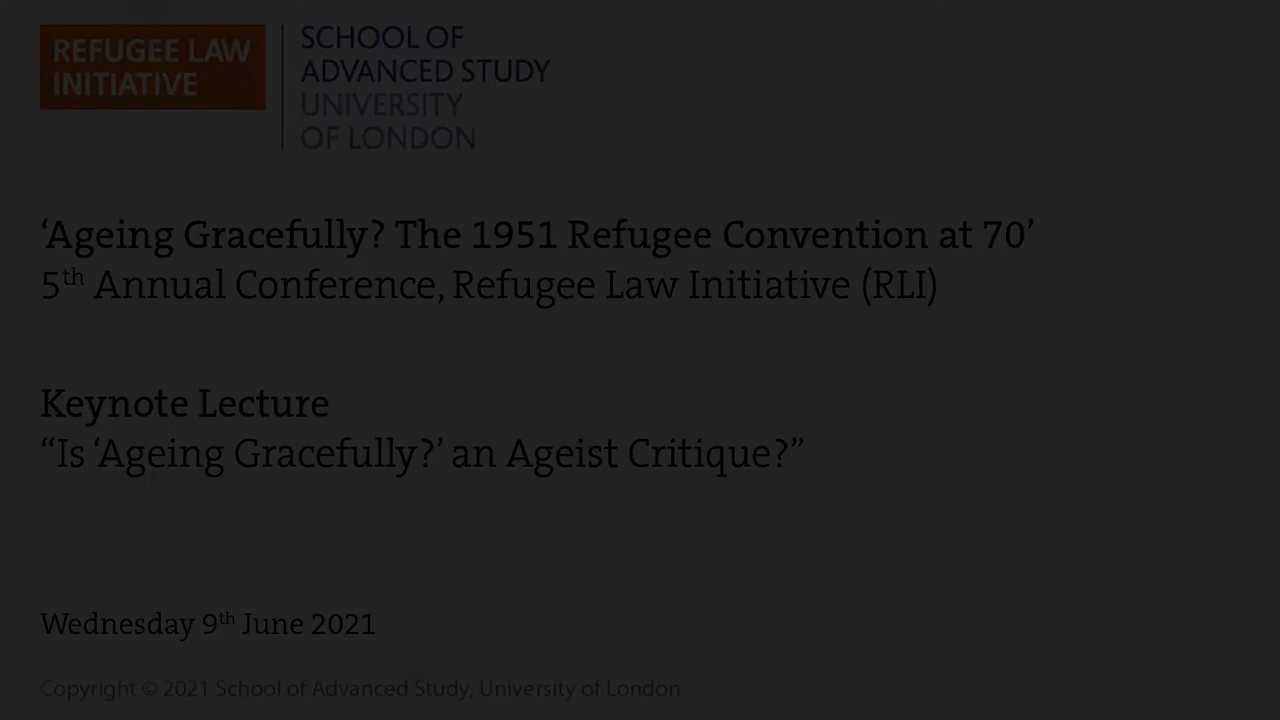 REFUGEE LAW
INITIATIVE
SCHOOL OF
ADVANCED STUDY
UNIVERSITY
OF LONDON
‘Ageing Gracefully? The 1951 Refugee Convention at 70’
5th Annual Conference, Refugee Law Initiative (RLI)
Keynote Lecture
“Is ‘Ageing Gracefully?’ an Ageist Critique?”
Wednesday 9th June 2021
Copyright © 2021 School of Advanced Study, University of London